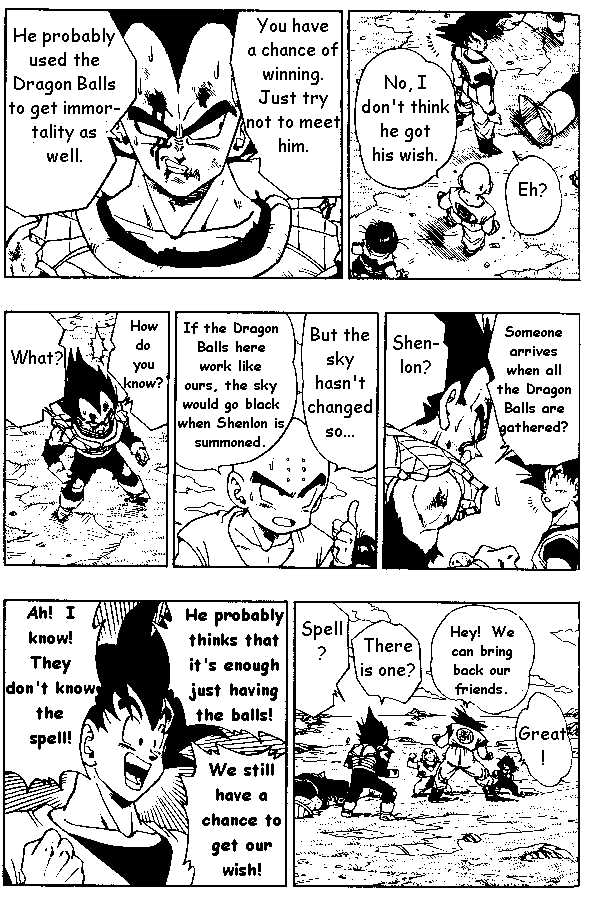 He probably
used the
Dragon Balls
to get immor-
tality as
well.
You have
a chance of
winning.
Just try
not to meet
him.
No, I
don't think
he got
his wish.
Eh?
What?
How
do
you
know?
If the Dragon
Balls here
work like
ours, the sky
would go black
when Shenlon is
summoned.
But the
sky
hasn't
changed
so...
Shen-
lon?
Someone
arrives
when all
the Dragon
Balls are
gathered?
Ah! I
know!
They
don't know
the
spell!
He probably
thinks that
it's enough
just having
the balls!
We still
have a
chance to
get our
wish!
Spell
?
There
is one?
Hey! We
can bring
back our
friends.
Great
!